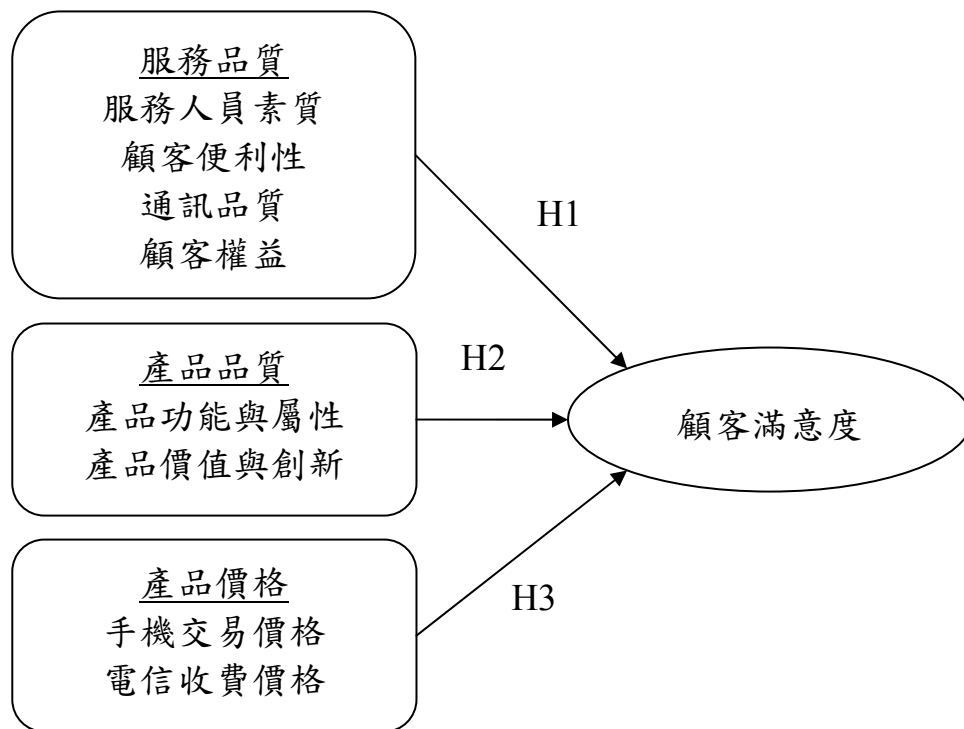 服務品質
服務人員素質
顧客便利性
通訊品質
顧客權益
H1
產品品質
產品功能與屬性
產品價值與創新
H2
顧客滿意度
產品價格
手機交易價格
電信收費價格
H3